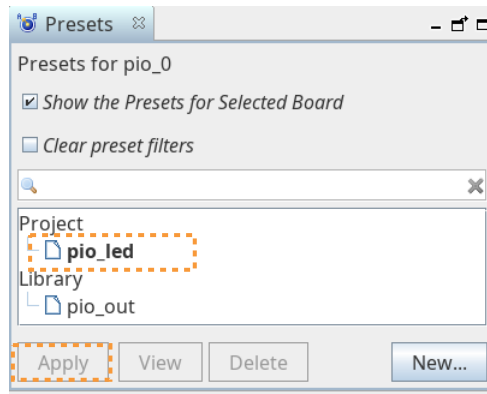 Presets
Presets for pio_0
Show the Presets for Selected Board
Clear preset filters
Project
pio_led
Library
pio_out
Apply View Delete New...